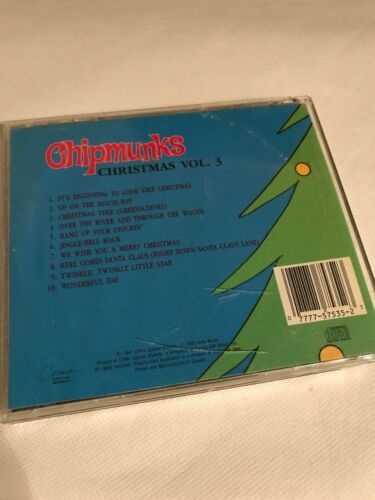 Chipmunks
CHRISTMAS VOL. 3
1. IT'S BEGINNING TO LOOK LIKE CHRISTMAS
2. UP ON THE HOUSE-TOP
3. CHRISTMAS TIME (GREENSLEEVES)
4. OVER THE RIVER AND THROUGH THE WOODS
5. HANG UP YOUR STOCKIN'
6. JINGLE-BELL ROCK
7. WE WISH YOU A MERRY CHRISTMAS
8. HERE COMES SANTA CLAUS (RIGHT DOWN SANTA CLAUS LANE)
9. TWINKLE, TWINKLE LITTLE STAR
10. WONDERFUL DAY
0 7777-57535-2